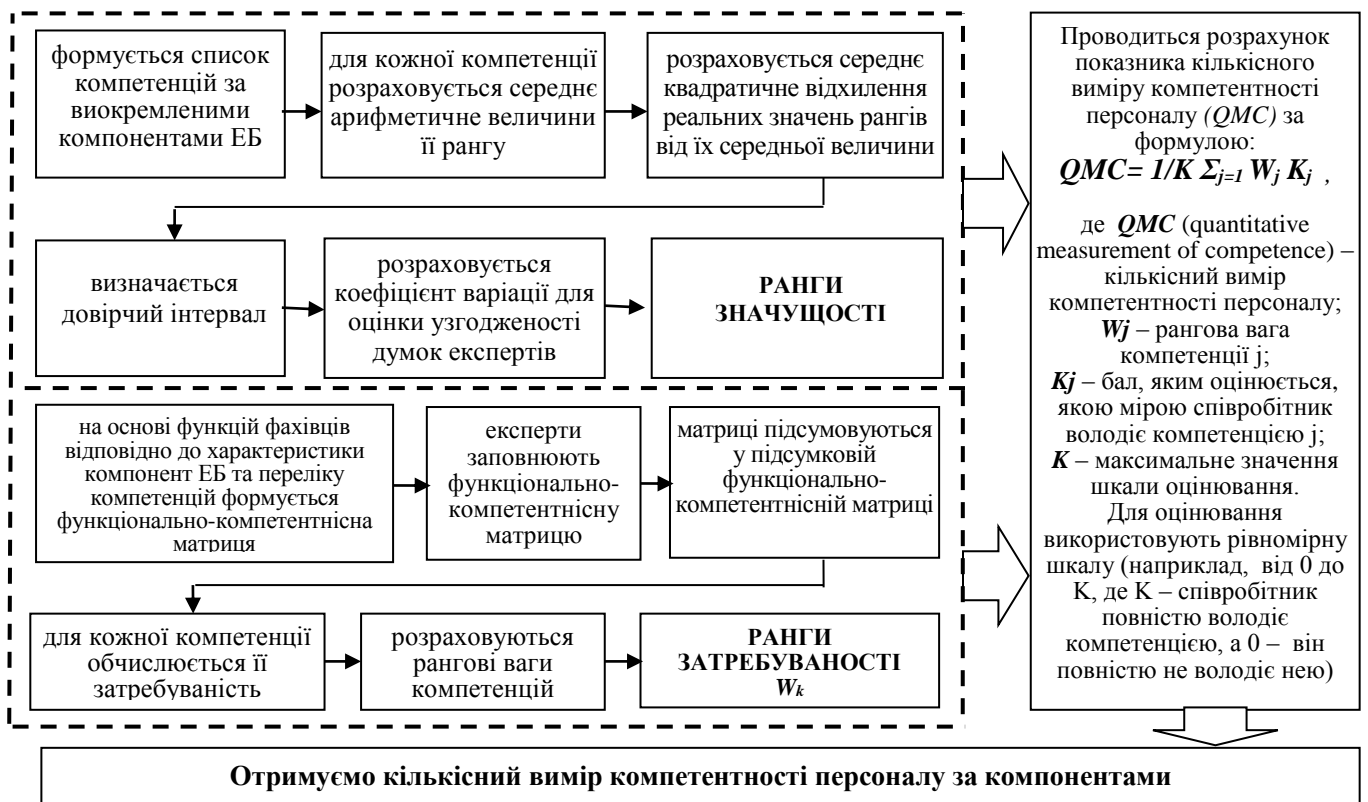 формується список
компетенцій за
виокремленими
компонентами ЕБ
для кожної компетенції
розраховується середнє
арифметичне величини
її рангу
розраховується середнє
квадратичне відхилення
реальних значень рангів
від їх середньої величини
визначається
довірчий інтервал
розраховується
коефіцієнт варіації для
оцінки узгодженості
думок експертів
РАНГИ
ЗНАЧУЩОСТІ
на основі функцій фахівців
відповідно до характеристики
компонент ЕБ та переліку
компетенцій формується
функціонально-компетентнісна
матриця
експерти
заповнюють
функціонально-
компетентнісну
матрицю
матриці підсумовуються
у підсумковій
функціонально-
компетентнісній матриці
для кожної компетенції
обчислюється її
затребуваність
розраховуються
рангові ваги
компетенцій
РАНГИ
ЗАТРЕБУВАНОСТІ
Wk
Проводиться розрахунок
показника кількісного
виміру компетентності
персоналу (QMC) за
формулою:
QMC= 1/K Σj=1 Wj Kj ,
де QMC (quantitative
measurement of competence) –
кількісний вимір
компетентності персоналу;
Wj – рангова вага
компетенції j;
Kj – бал, яким оцінюється,
якою мірою співробітник
володіє компетенцією j;
K – максимальне значення
шкали оцінювання.
Для оцінювання
використовують рівномірну
шкалу (наприклад, від 0 до
K, де K – співробітник
повністю володіє
компетенцією, а 0 – він
повністю не володіє нею)
Отримуємо кількісний вимір компетентності персоналу за компонентами